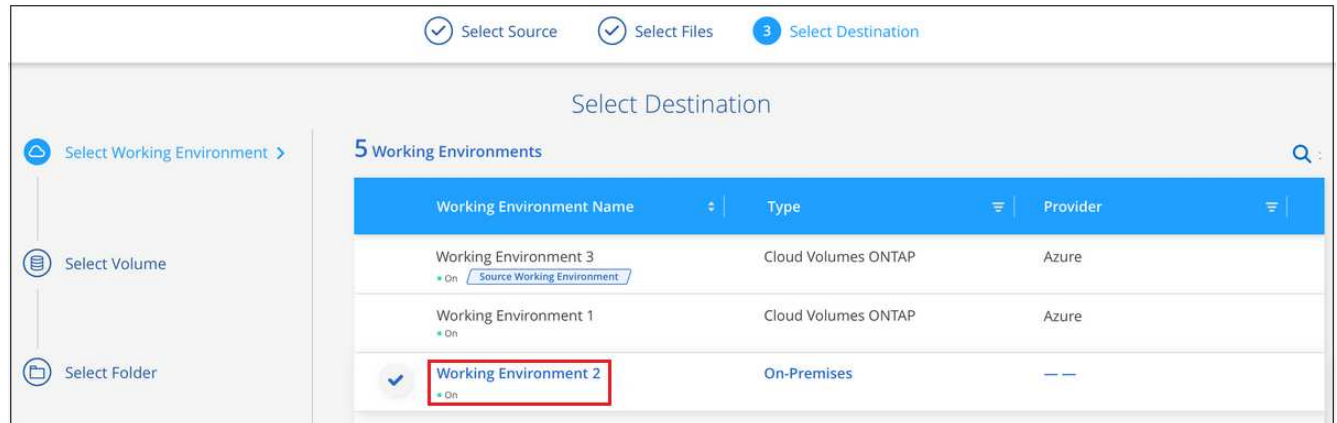 Select Source
Select Files
3 Select Destination
Select Destination
Select Working Environment
Select Volume
Select Folder
5 Working Environments
Working Environment Name Type Provider
Working Environment 3 Cloud Volumes ONTAP Azure
On Source Working Environment
Working Environment 1 Cloud Volumes ONTAP Azure
On
Working Environment 2 On-Premises — —
On